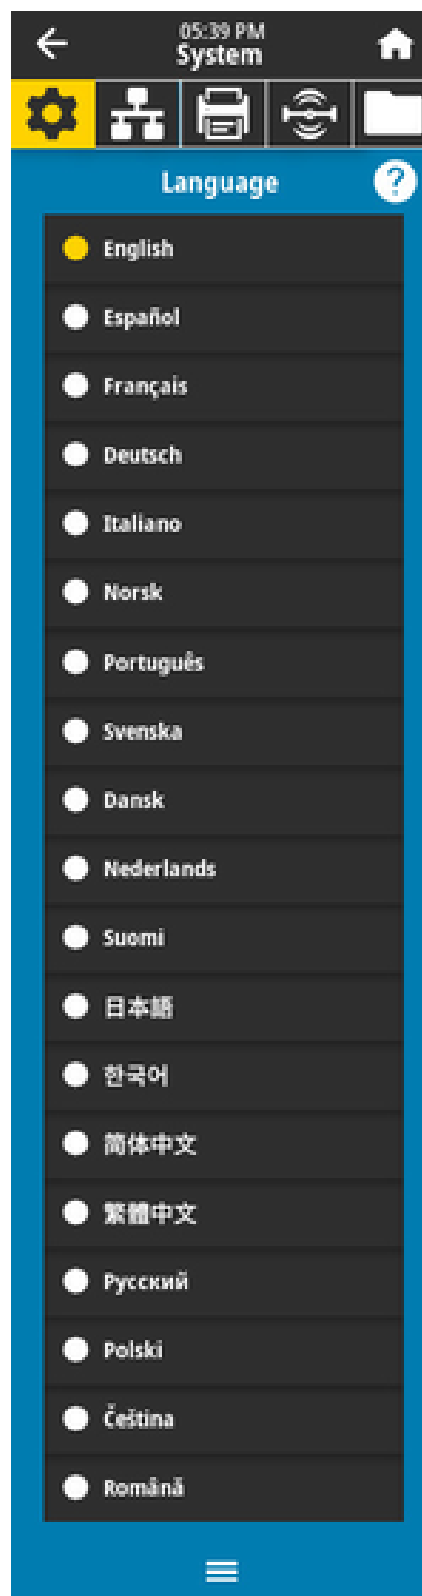 05:39 PM
System
Language
?
English
Español
Français
Deutsch
Italiano
Norsk
Português
Svenska
Dansk
Nederlands
Suomi
日本語
한국어
简体中文
繁體中文
Русский
Polski
Čeština
Română